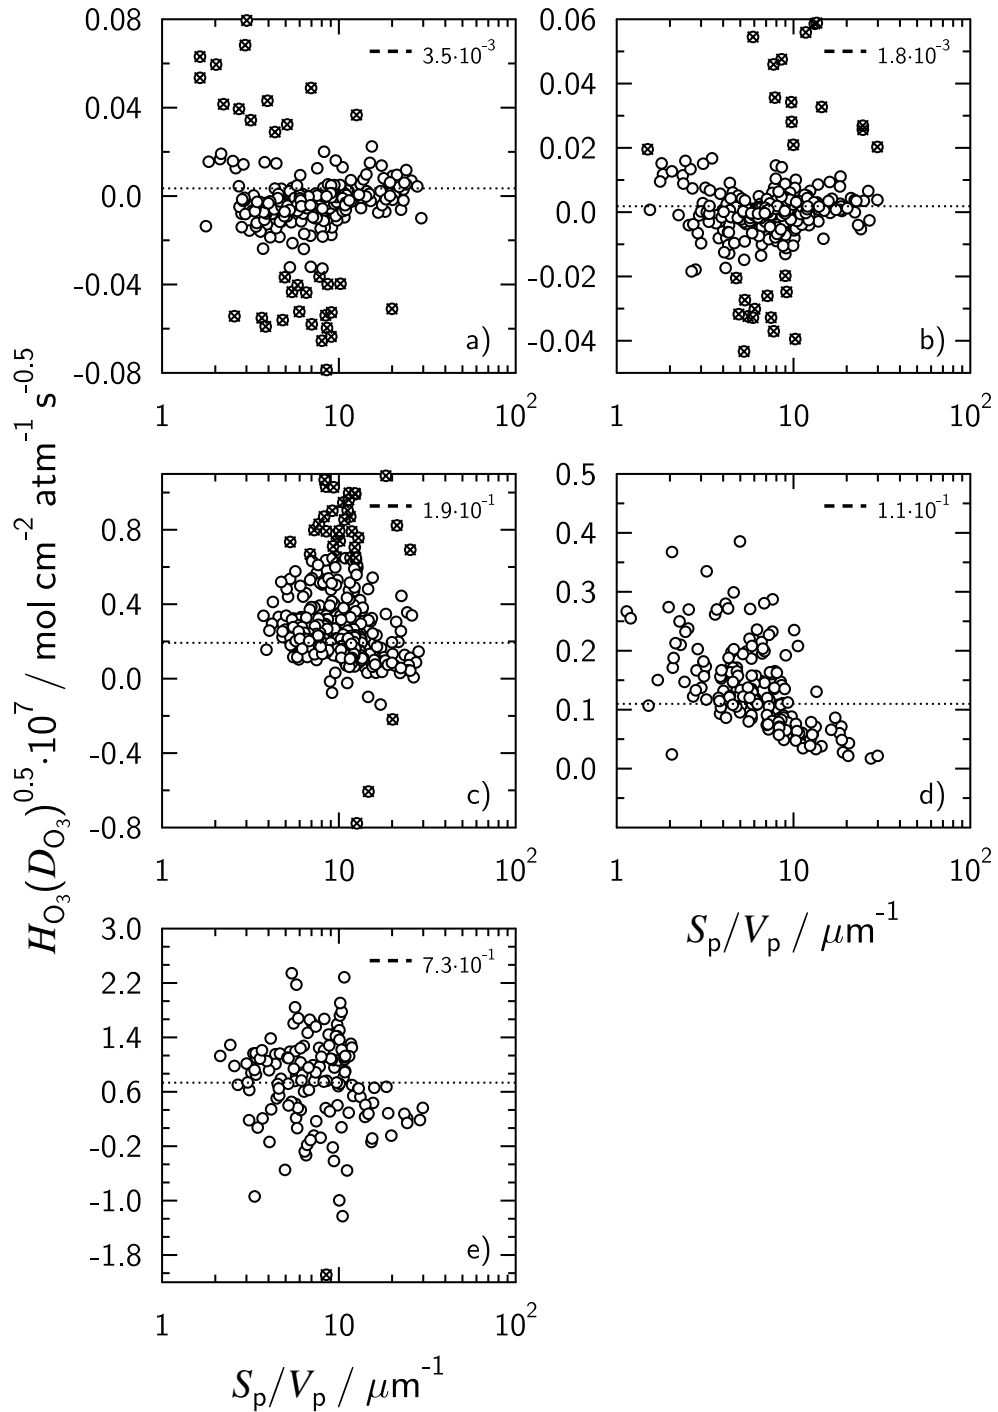 H_O₃(D_O₃)^0.5·10⁷ / mol cm⁻² atm⁻¹ s⁻⁰·⁵
0.08
0.04
0.0
-0.04
-0.08
3.5·10⁻³
a)
1 10 10²
0.06
0.04
0.02
0.0
-0.02
-0.04
1.8·10⁻³
b)
1 10 10²
0.8
0.4
0.0
-0.4
-0.8
1.9·10⁻¹
c)
1 10 10²
0.5
0.4
0.3
0.2
0.1
0.0
1.1·10⁻¹
d)
1 10 10²
S_p/V_p / μm⁻¹
3.0
2.2
1.4
0.6
-0.2
-1.0
-1.8
7.3·10⁻¹
e)
1 10 10²
S_p/V_p / μm⁻¹